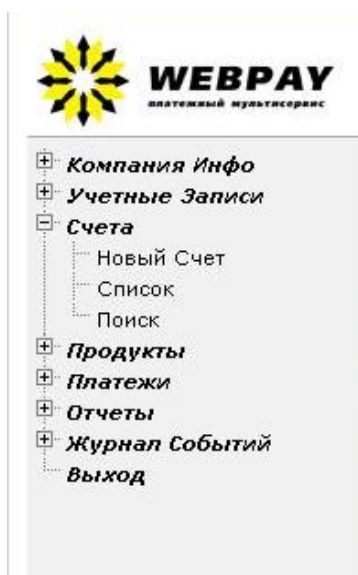 WEBPAY
платежный мультисервис
Компания Инфо
Учетные Записи
Счета
Новый Счет
Список
Поиск
Продукты
Платежи
Отчеты
Журнал Событий
Выход